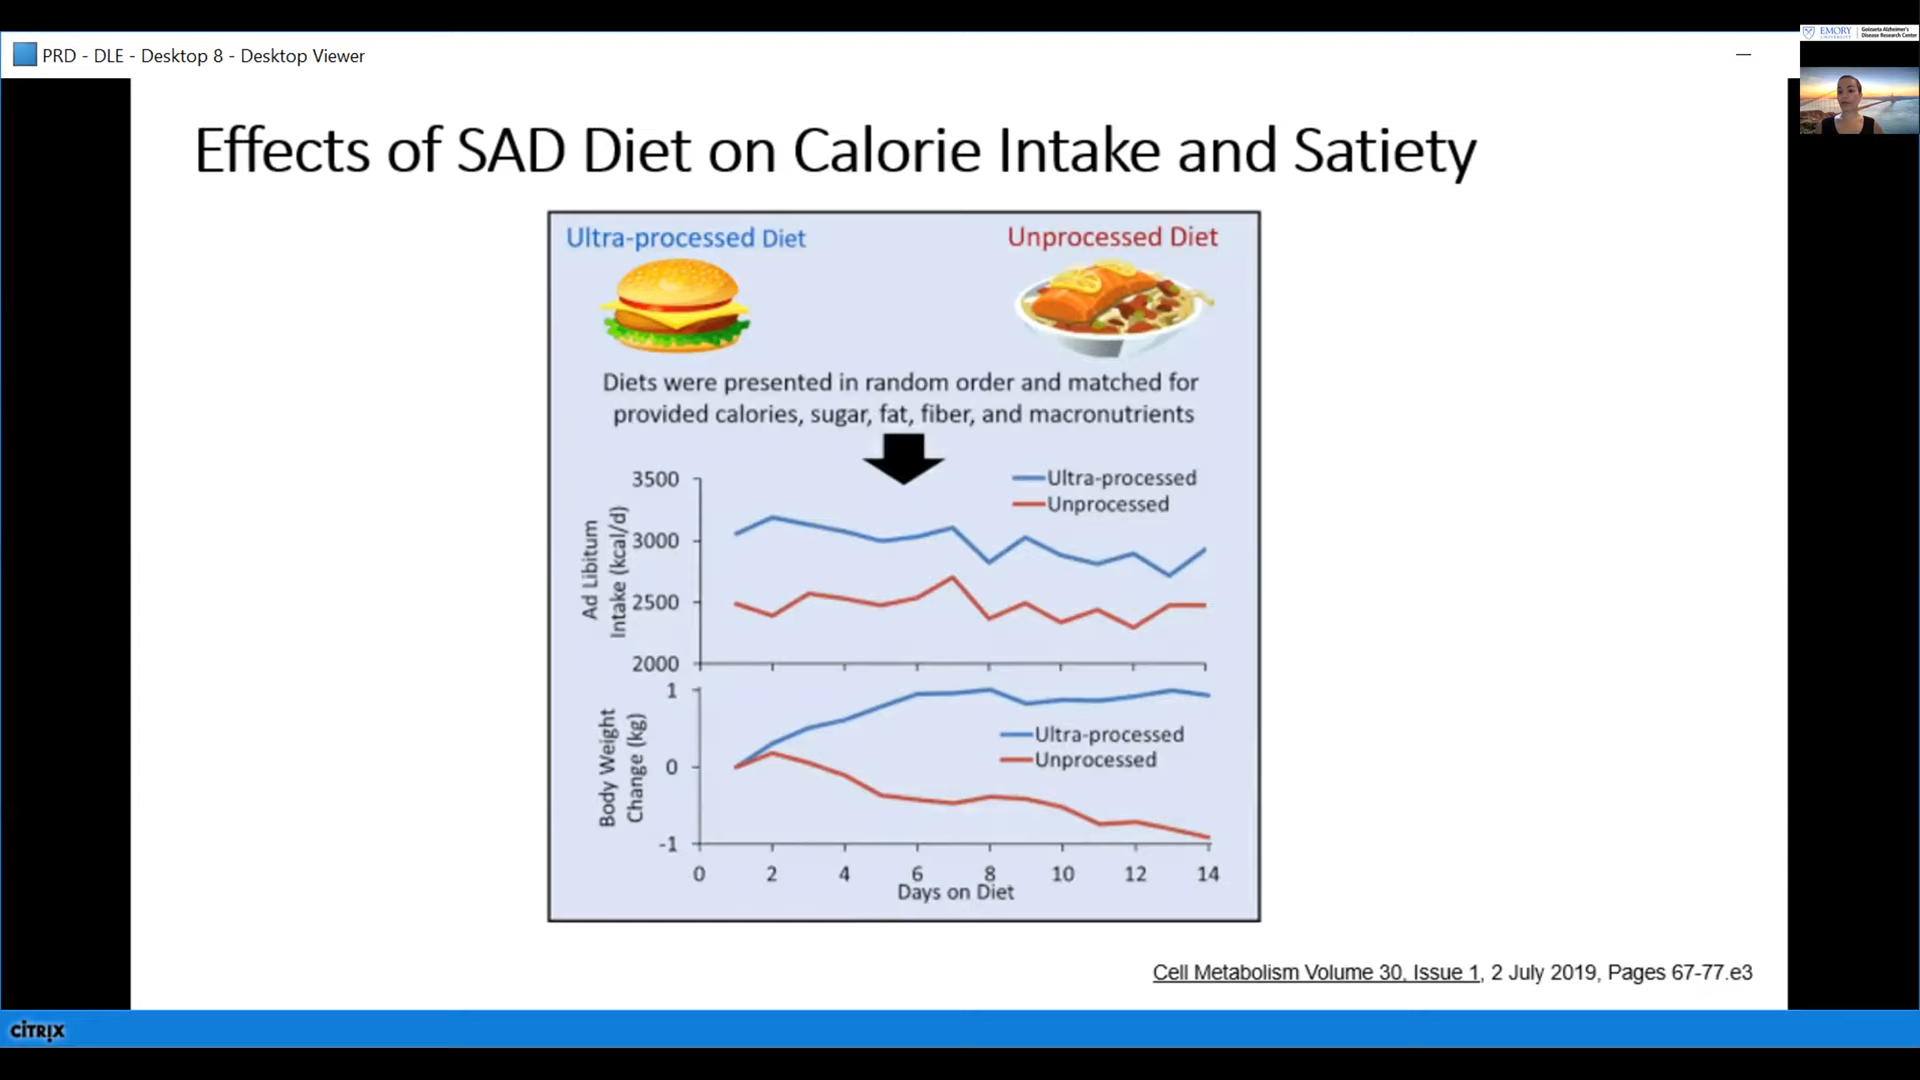 PRD - DLE - Desktop 8 - Desktop Viewer
EMORY
UNIVERSITY
Goizueta Alzheimer's
Disease Research Center
Effects of SAD Diet on Calorie Intake and Satiety
Ultra-processed Diet
Unprocessed Diet
Diets were presented in random order and matched for
provided calories, sugar, fat, fiber, and macronutrients
Ad Libitum
Intake (kcal/d)
3500
3000
2500
2000
Ultra-processed
Unprocessed
Body Weight
Change (kg)
1
0
-1
Ultra-processed
Unprocessed
0 2 4 6 8 10 12 14
Days on Diet
Cell Metabolism Volume 30, Issue 1, 2 July 2019, Pages 67-77.e3
CITRIX